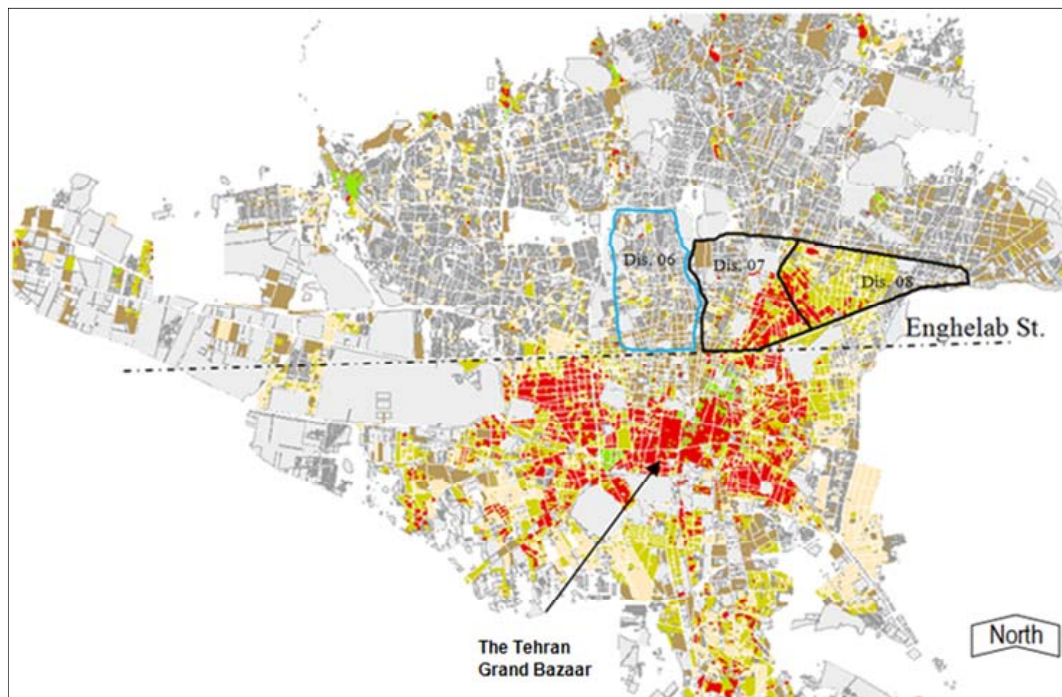 Dis. 06
Dis. 07
Dis. 08
Enghelab St.
The Tehran
Grand Bazaar
North